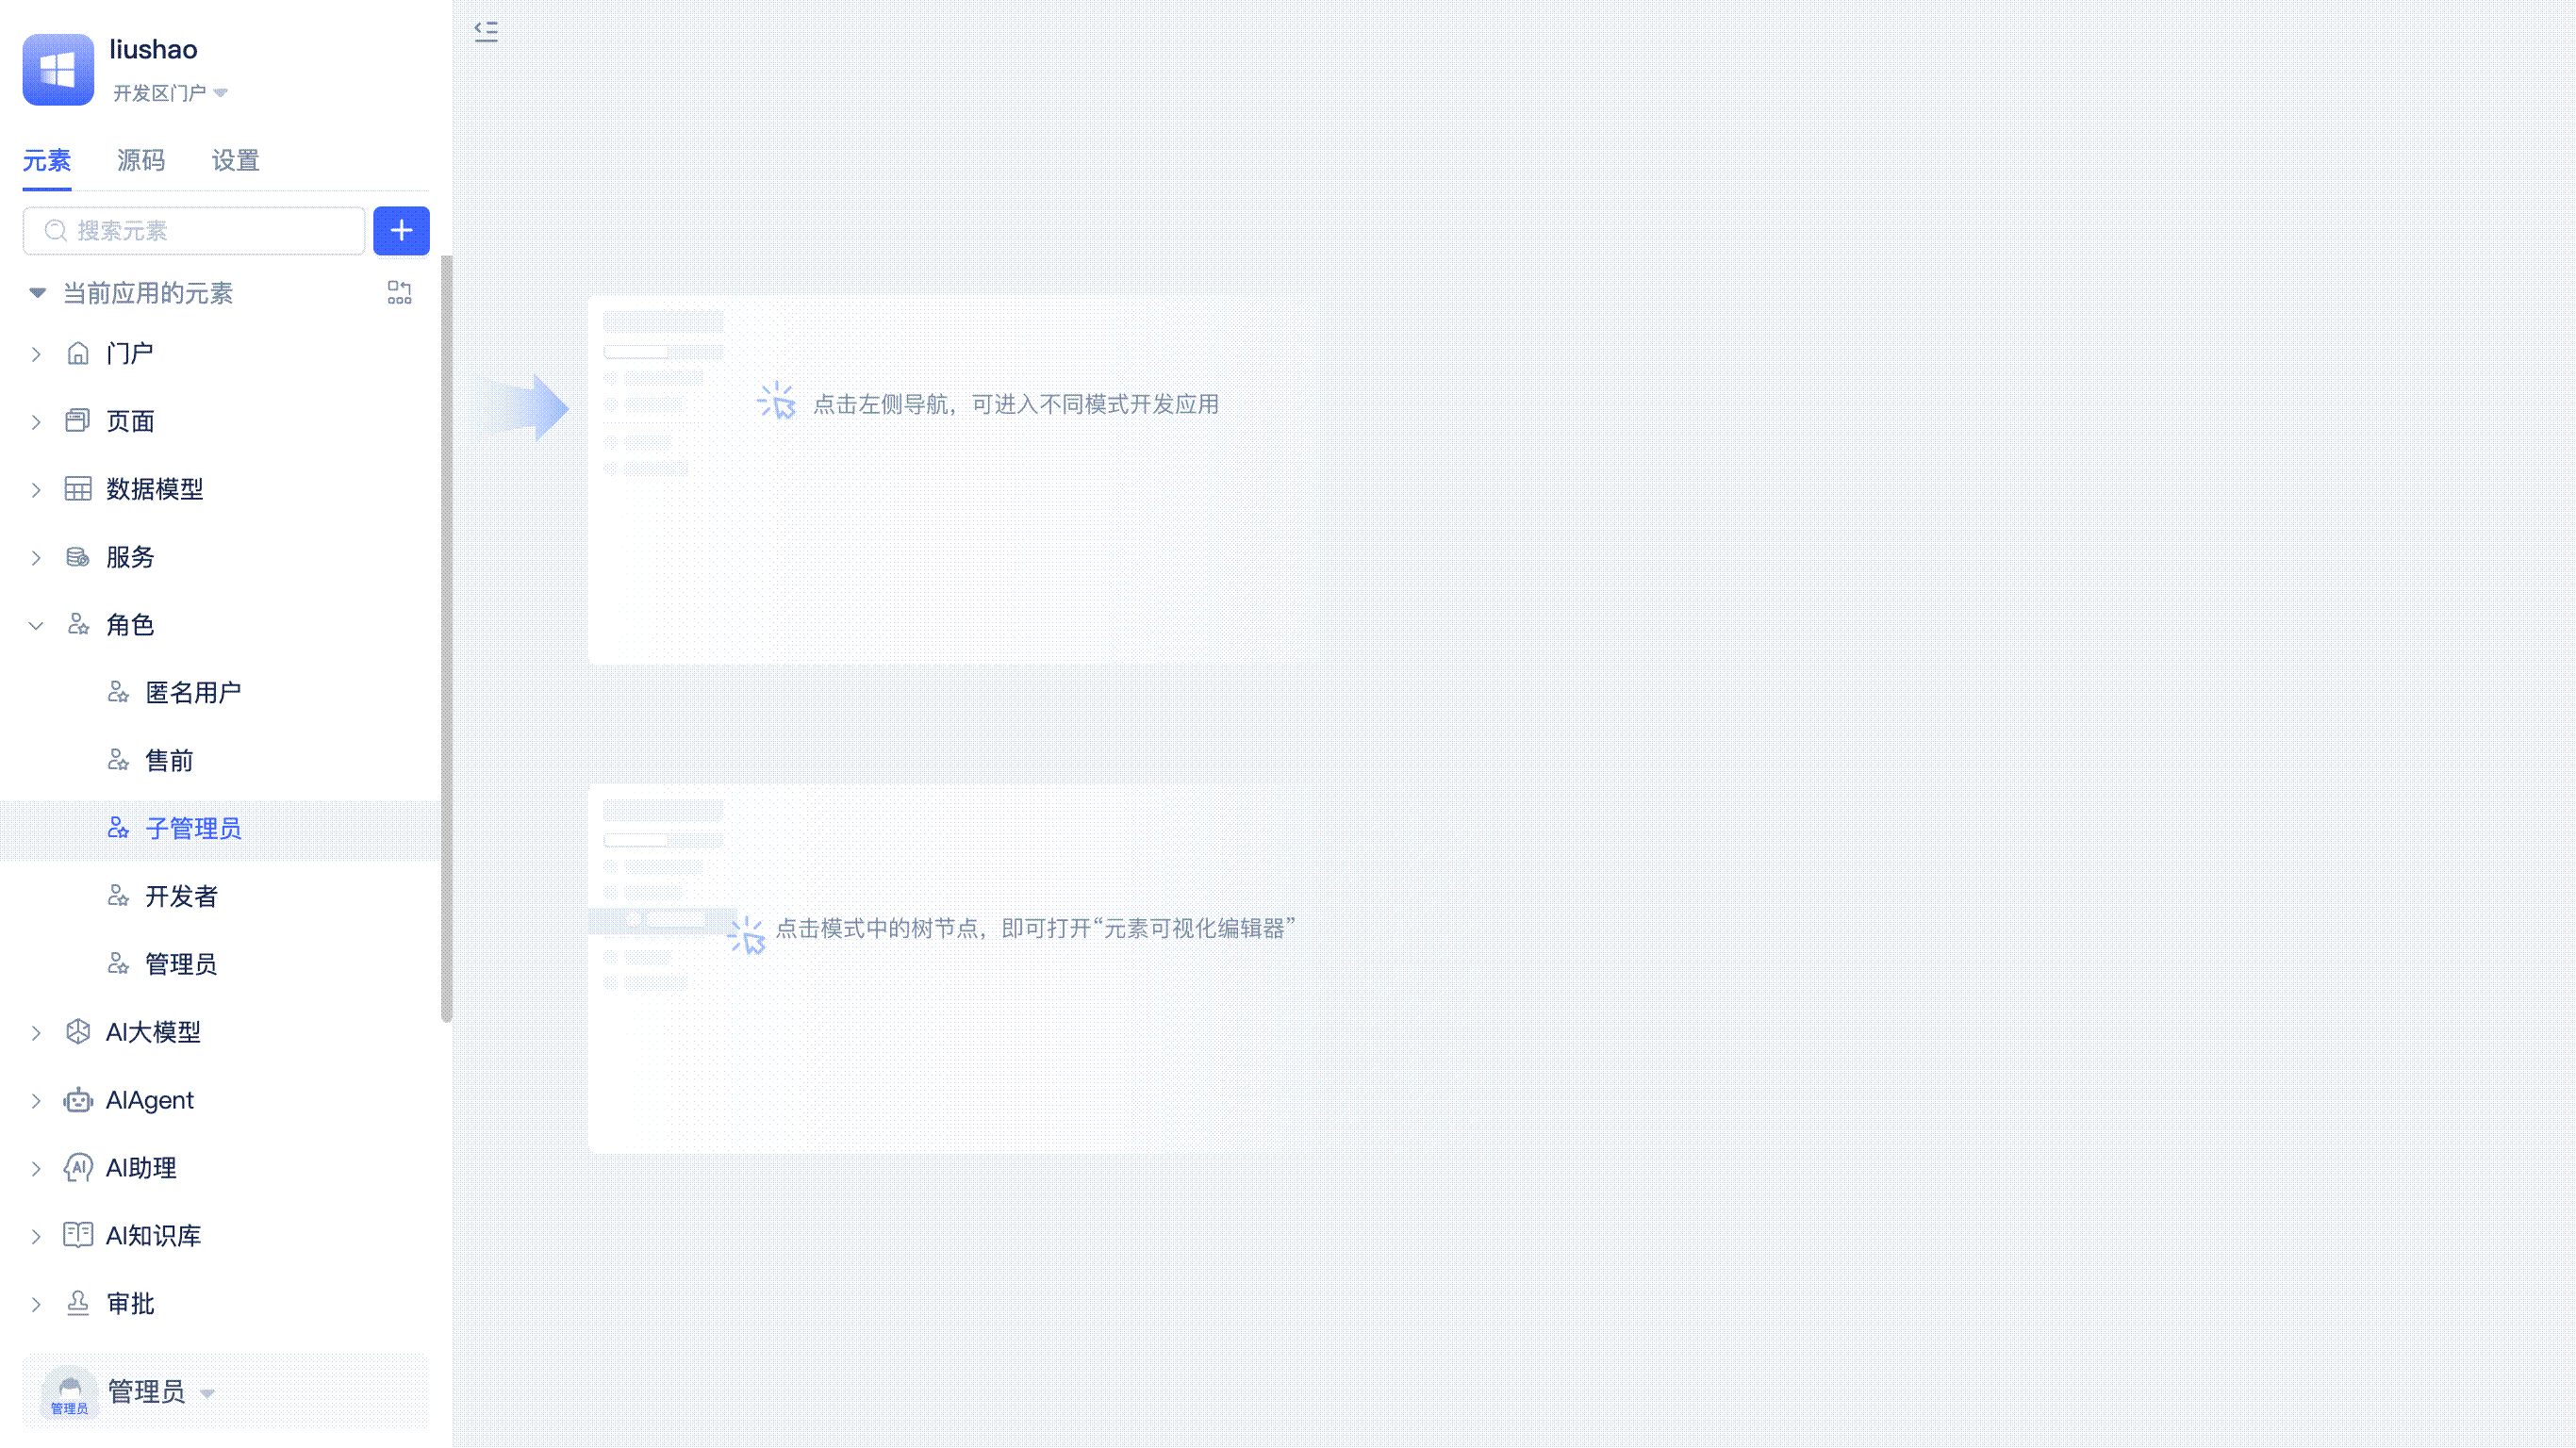 liushao
开发区门户
元素 源码 设置
搜索元素
当前应用的元素
门户
页面
数据模型
服务
角色
匿名用户
售前
子管理员
开发者
管理员
AI大模型
AIAgent
AI助理
AI知识库
审批
管理员
管理员
点击左侧导航，可进入不同模式开发应用
点击模式中的树节点，即可打开“元素可视化编辑器”